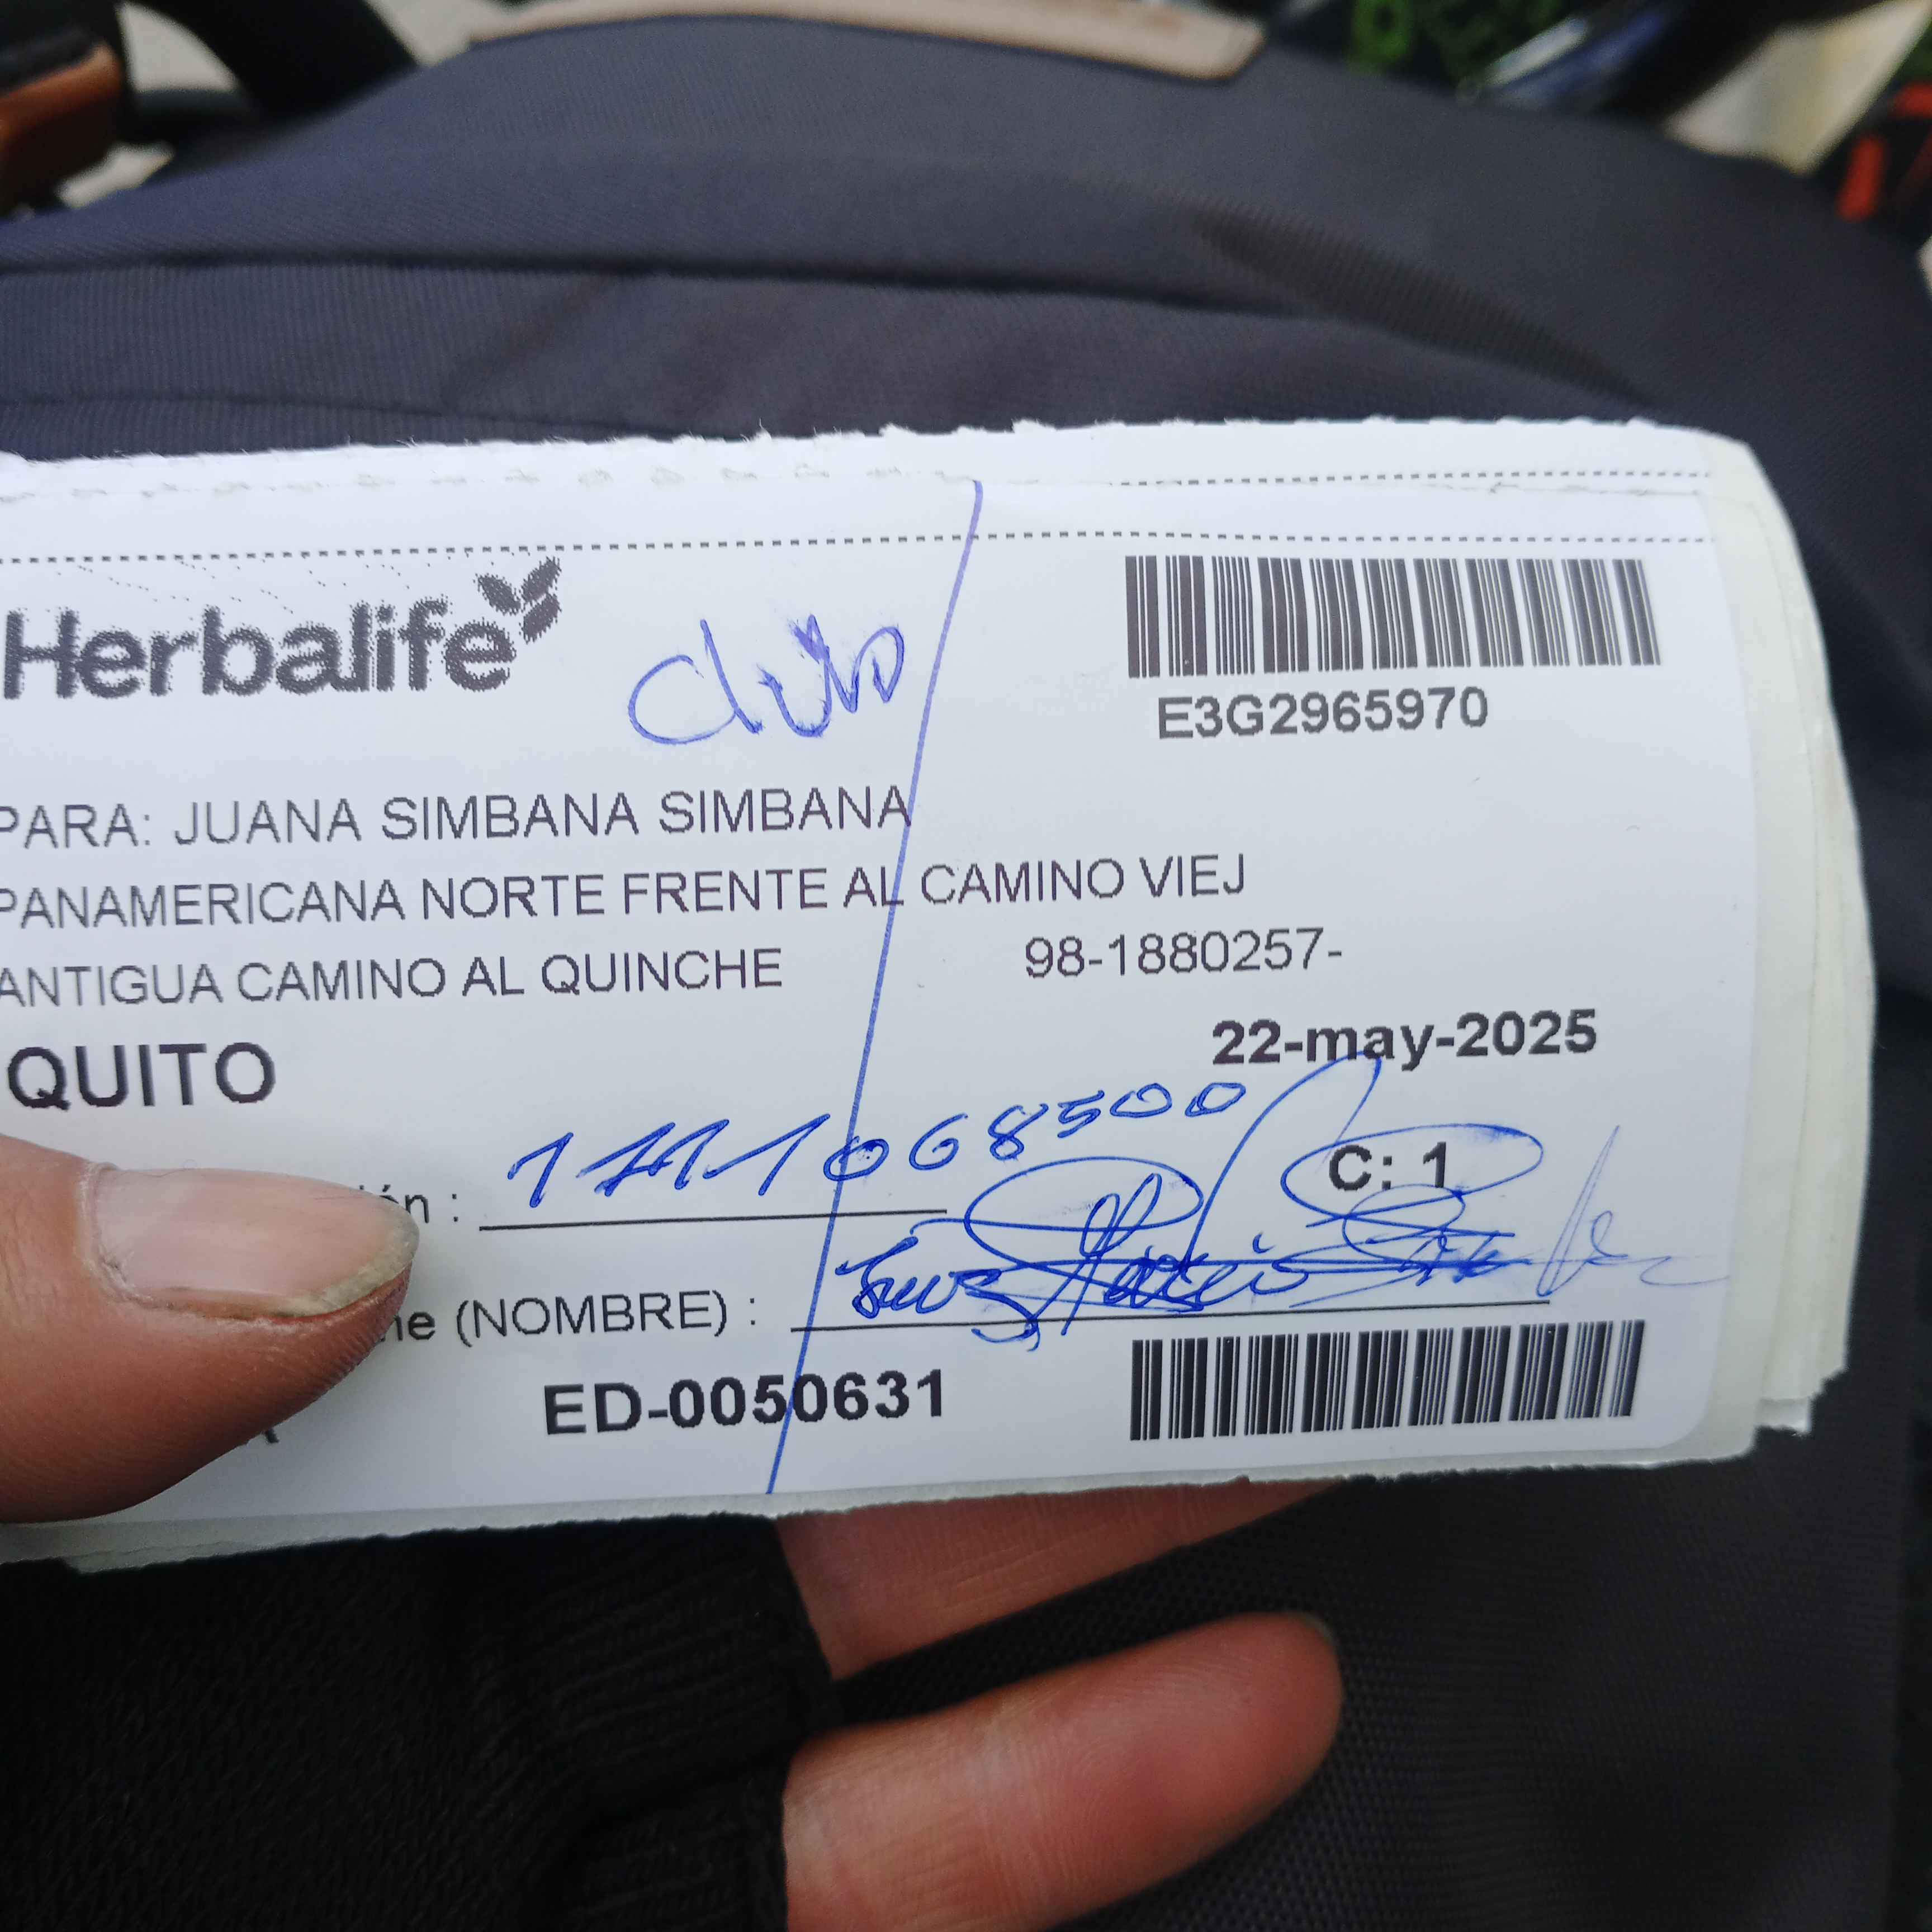 Herbalife
club
E3G2965970
PARA: JUANA SIMBANA SIMBANA
PANAMERICANA NORTE FRENTE AL CAMINO VIEJ
ANTIGUA CAMINO AL QUINCHE 98-1880257-
QUITO 22-may-2025
ón : 1711068500
C: 1
(NOMBRE) :
ED-0050631